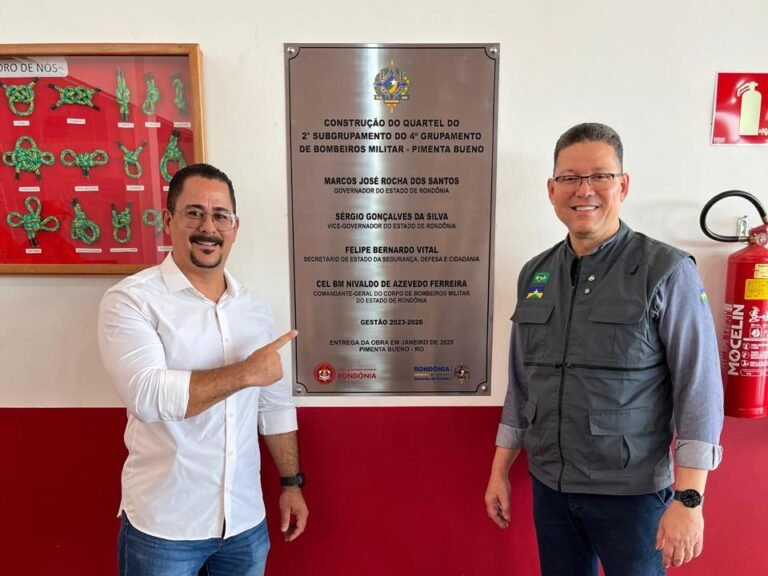 DRO DE NÓS
CONSTRUÇÃO DO QUARTEL DO
2° SUBGRUPAMENTO DO 4° GRUPAMENTO
DE BOMBEIROS MILITAR - PIMENTA BUENO
MARCOS JOSÉ ROCHA DOS SANTOS
GOVERNADOR DO ESTADO DE RONDÔNIA
SÉRGIO GONÇALVES DA SILVA
VICE-GOVERNADOR DO ESTADO DE RONDÔNIA
FELIPE BERNARDO VITAL
SECRETÁRIO DE ESTADO DA SEGURANÇA, DEFESA E CIDADANIA
CEL BM NIVALDO DE AZEVEDO FERREIRA
COMANDANTE-GERAL DO CORPO DE BOMBEIROS MILITAR
DO ESTADO DE RONDÔNIA
GESTÃO 2023-2026
ENTREGA DA OBRA EM JANEIRO DE 2025
PIMENTA BUENO - RO
RONDÔNIA
RONDÔNIA
MOCELIN